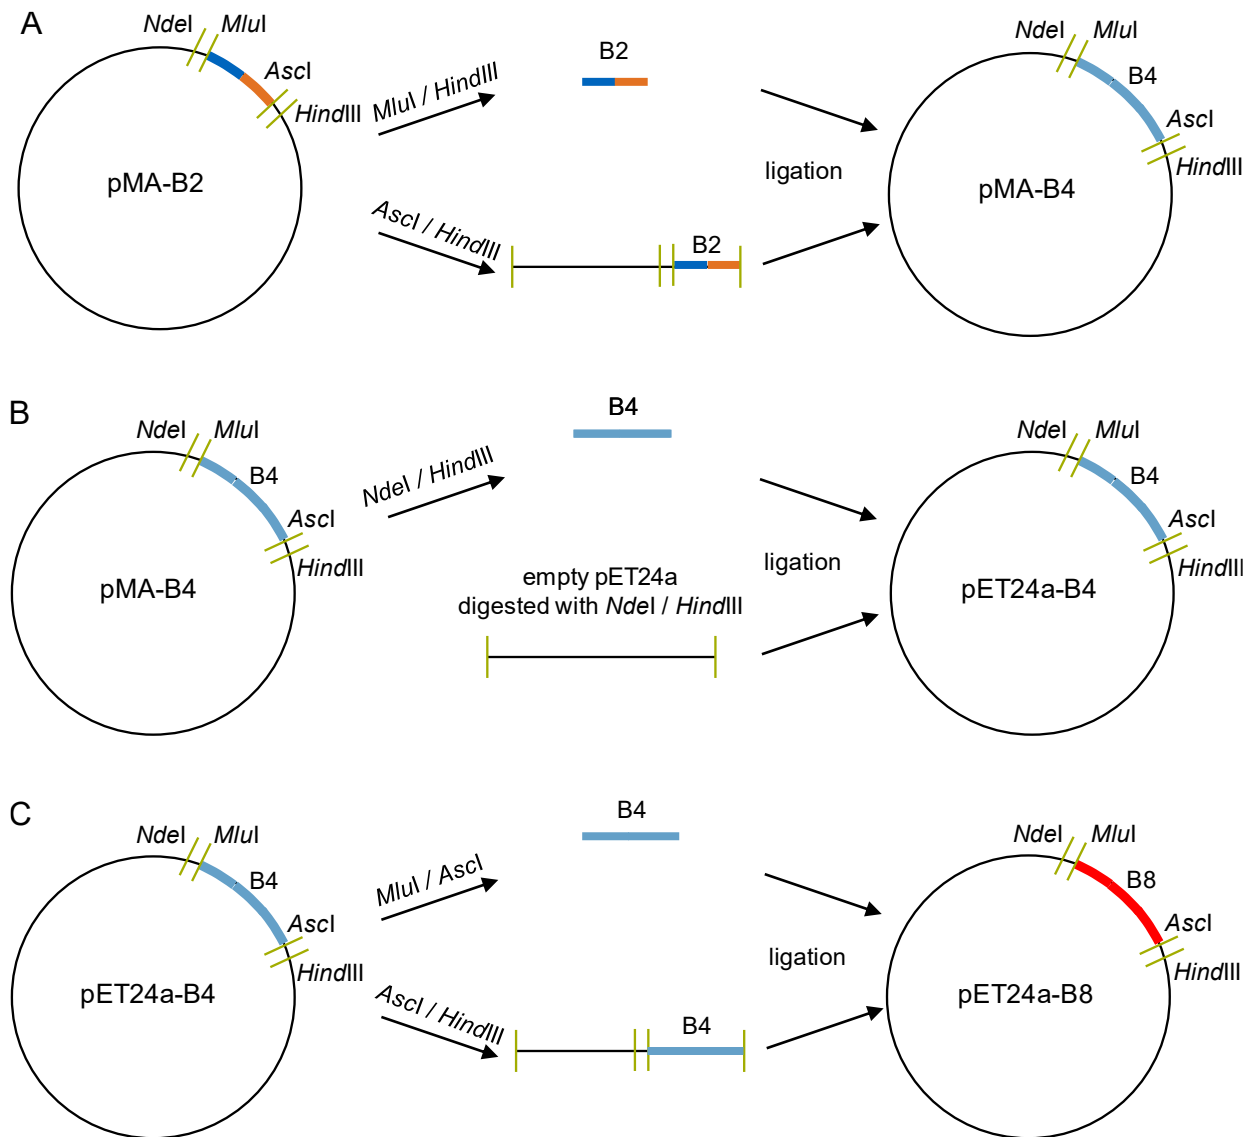 A
NdeI MluI
AscI
HindIII
pMA-B2
MluI / HindIII
B2
AscI / HindIII
B2
ligation
NdeI MluI
B4
AscI
HindIII
pMA-B4
B
NdeI MluI
B4
AscI
HindIII
pMA-B4
NdeI / HindIII
B4
empty pET24a
digested with NdeI / HindIII
ligation
NdeI MluI
B4
AscI
HindIII
pET24a-B4
C
NdeI MluI
B4
AscI
HindIII
pET24a-B4
MluI / AscI
B4
AscI / HindIII
B4
ligation
NdeI MluI
B8
AscI
HindIII
pET24a-B8